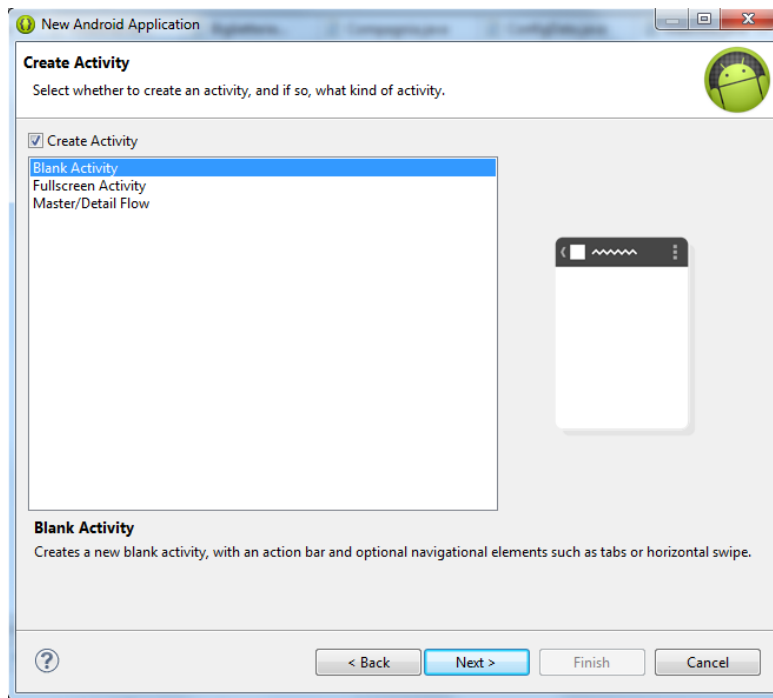 New Android Application
Create Activity
Select whether to create an activity, and if so, what kind of activity.
Create Activity
Blank Activity
Fullscreen Activity
Master/Detail Flow
Blank Activity
Creates a new blank activity, with an action bar and optional navigational elements such as tabs or horizontal swipe.
?
< Back Next > Finish Cancel